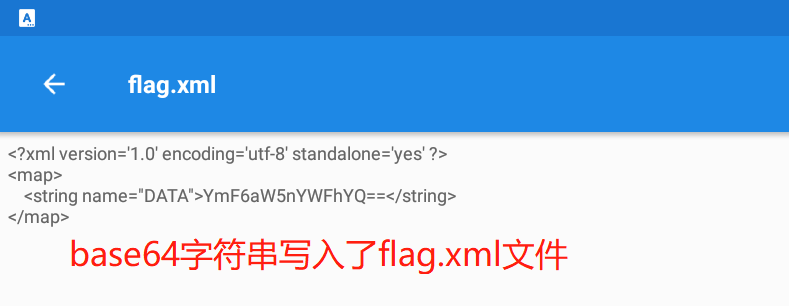 A
flag.xml
<?xml version='1.0' encoding='utf-8' standalone='yes' ?>
<map>
    <string name="DATA">YmF6aW5nYWFhYQ==</string>
</map>
base64字符串写入了flag.xml文件